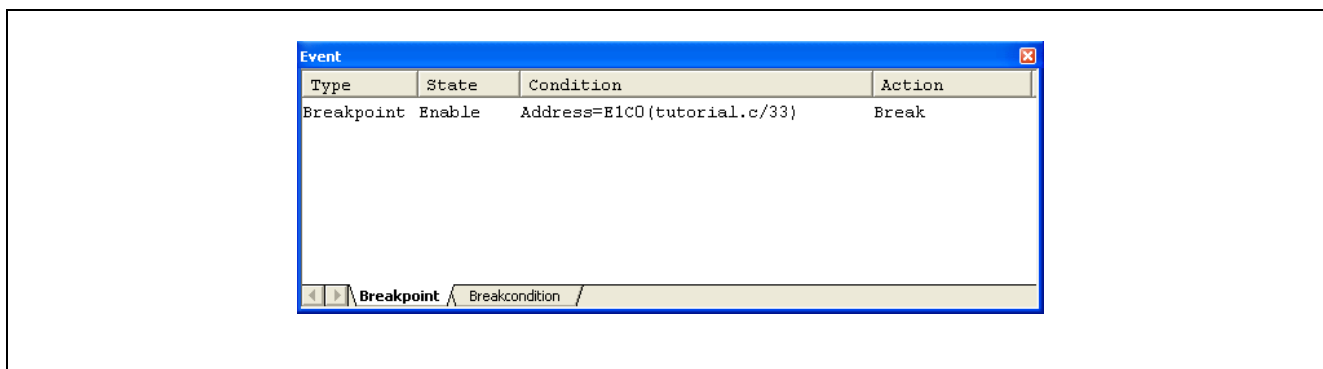 Event
Type State Condition Action
Breakpoint Enable Address=E1C0(tutorial.c/33) Break
Breakpoint Breakcondition